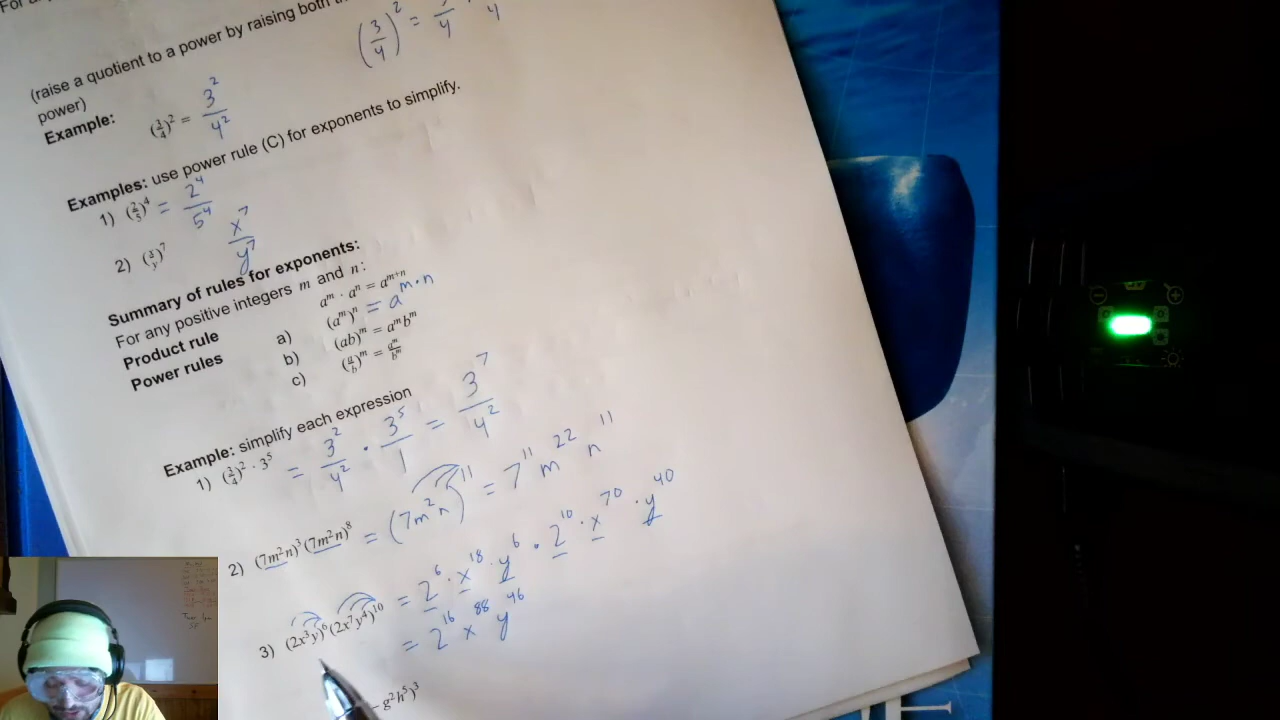 (raise a quotient to a power by raising both
power)
(3/4)² =
Example: (3/4)² = 3²/4²
Examples: use power rule (C) for exponents to simplify.
1) (2/5)⁴ = 2⁴/5⁴
2) x⁷/y⁷
Summary of rules for exponents:
For any positive integers m and n:
Product rule aᵐ · aⁿ = aᵐ⁺ⁿ
Power rules a) (aᵐ)ⁿ = a^m·n
b) (ab)ᵐ = aᵐbᵐ
c) (a/b)ᵐ = aᵐ/bᵐ
Example: simplify each expression
1) (3/4)² · 3⁵ = 3²/4² · 3⁵/1 = 3⁷/4²
2) (7m²n)³(7m²n)⁸ = (7m²n)¹¹ = 7¹¹ m²² n¹¹
3) (2x³y)⁶(2x⁷y⁴)¹⁰ = 2⁶ · x¹⁸ · y⁶ · 2¹⁰ · x⁷⁰ · y⁴⁰
= 2¹⁶ x⁸⁸ y⁴⁶
g²h⁵)³